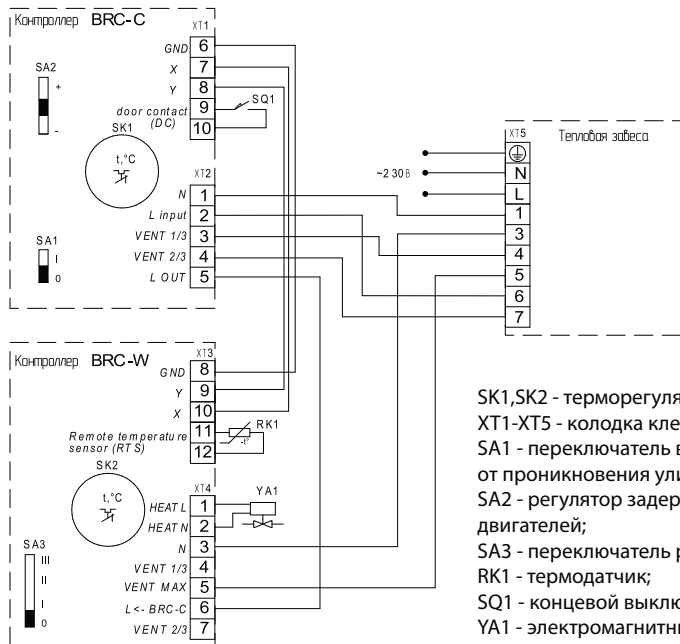 Контроллер BRC-C
XT1
GND 6
X 7
Y 8
door contact 9
(DC) 10
SQ1
SA2
+
-
SK1
t,°C
XT2
N 1
L input 2
VENT 1/3 3
VENT 2/3 4
L OUT 5
SA1
I
0
XT5
Тепловая завеса
~230В
N
L
1
3
4
5
6
7
Контроллер BRC-W
XT3
GND 8
Y 9
X 10
Remote temperature 11
sensor (RTS) 12
RK1
-t°
SK2
t,°C
XT4
HEAT L 1
HEAT N 2
N 3
VENT 1/3 4
VENT MAX 5
L<- BRC-C 6
VENT 2/3 7
YA1
SA3
III
II
I
0
SK1,SK2 - терморегуля
XT1-XT5 - колодка кле
SA1 - переключатель в
от проникновения ули
SA2 - регулятор задер
двигателей;
SA3 - переключатель р
RK1 - термодатчик;
SQ1 - концевой выклю
YA1 - электромагнитн